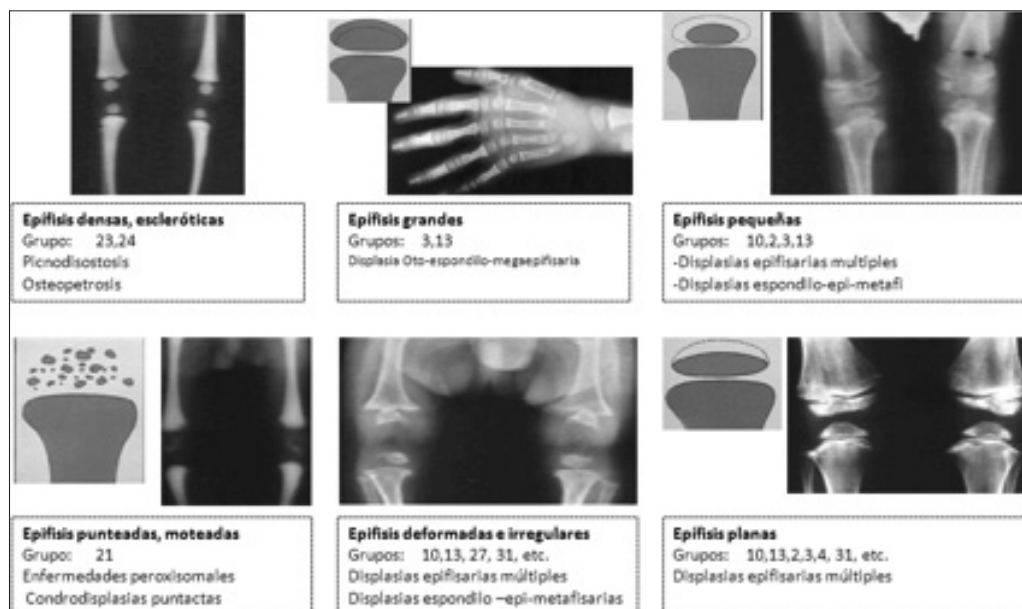 Epífisis densas, escleróticas
Grupo: 23,24
Picnodisostosis
Osteopetrosis
Epífisis grandes
Grupos: 3,13
Displasia Oto-espondilo-megaepifisaria
Epífisis pequeñas
Grupos: 10,2,3,13
-Displasias epifisarias multiples
-Displasias espondilo-epi-metafi
Epifisis punteadas, moteadas
Grupo: 21
Enfermedades peroxisomales
Condrodisplasias puntactas
Epifisis deformadas e irregulares
Grupos: 10,13, 27, 31, etc.
Displasias epifisarias múltiples
Displasias espondilo –epi-metafisarias
Epifisis planas
Grupos: 10,13,2,3,4, 31, etc.
Displasias epifisarias múltiples